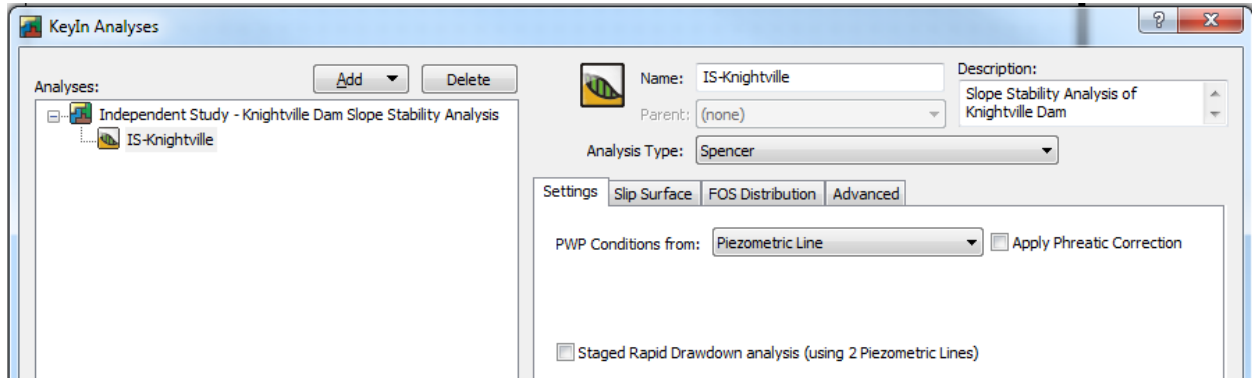 KeyIn Analyses
Analyses:
Add
Delete
Independent Study - Knightville Dam Slope Stability Analysis
IS-Knightville
Name: IS-Knightville
Parent: (none)
Description:
Slope Stability Analysis of
Knightville Dam
Analysis Type: Spencer
Settings Slip Surface FOS Distribution Advanced
PWP Conditions from: Piezometric Line Apply Phreatic Correction
Staged Rapid Drawdown analysis (using 2 Piezometric Lines)